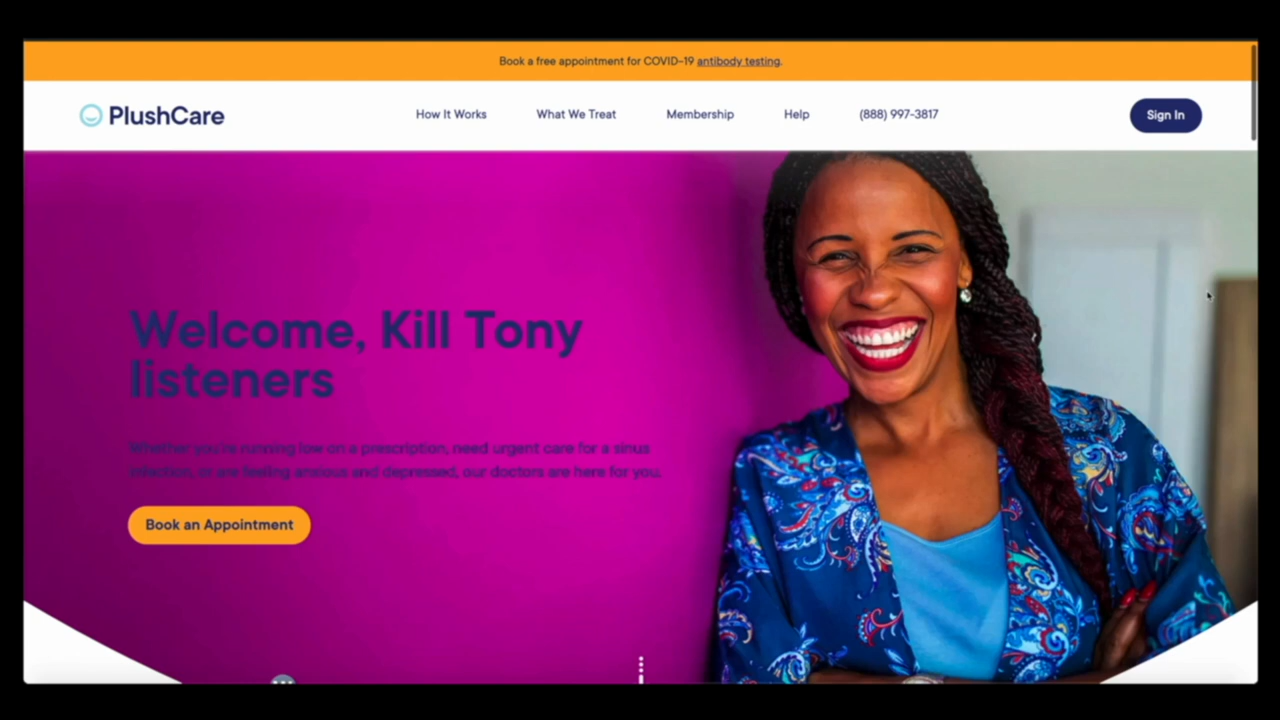 Book a free appointment for COVID-19 antibody testing.
PlushCare
How It Works
What We Treat
Membership
Help
(888) 997-3817
Sign In
Welcome, Kill Tony
listeners
Whether you're running low on a prescription, need urgent care for a sinus
infection, or are feeling anxious and depressed, our doctors are here for you.
Book an Appointment